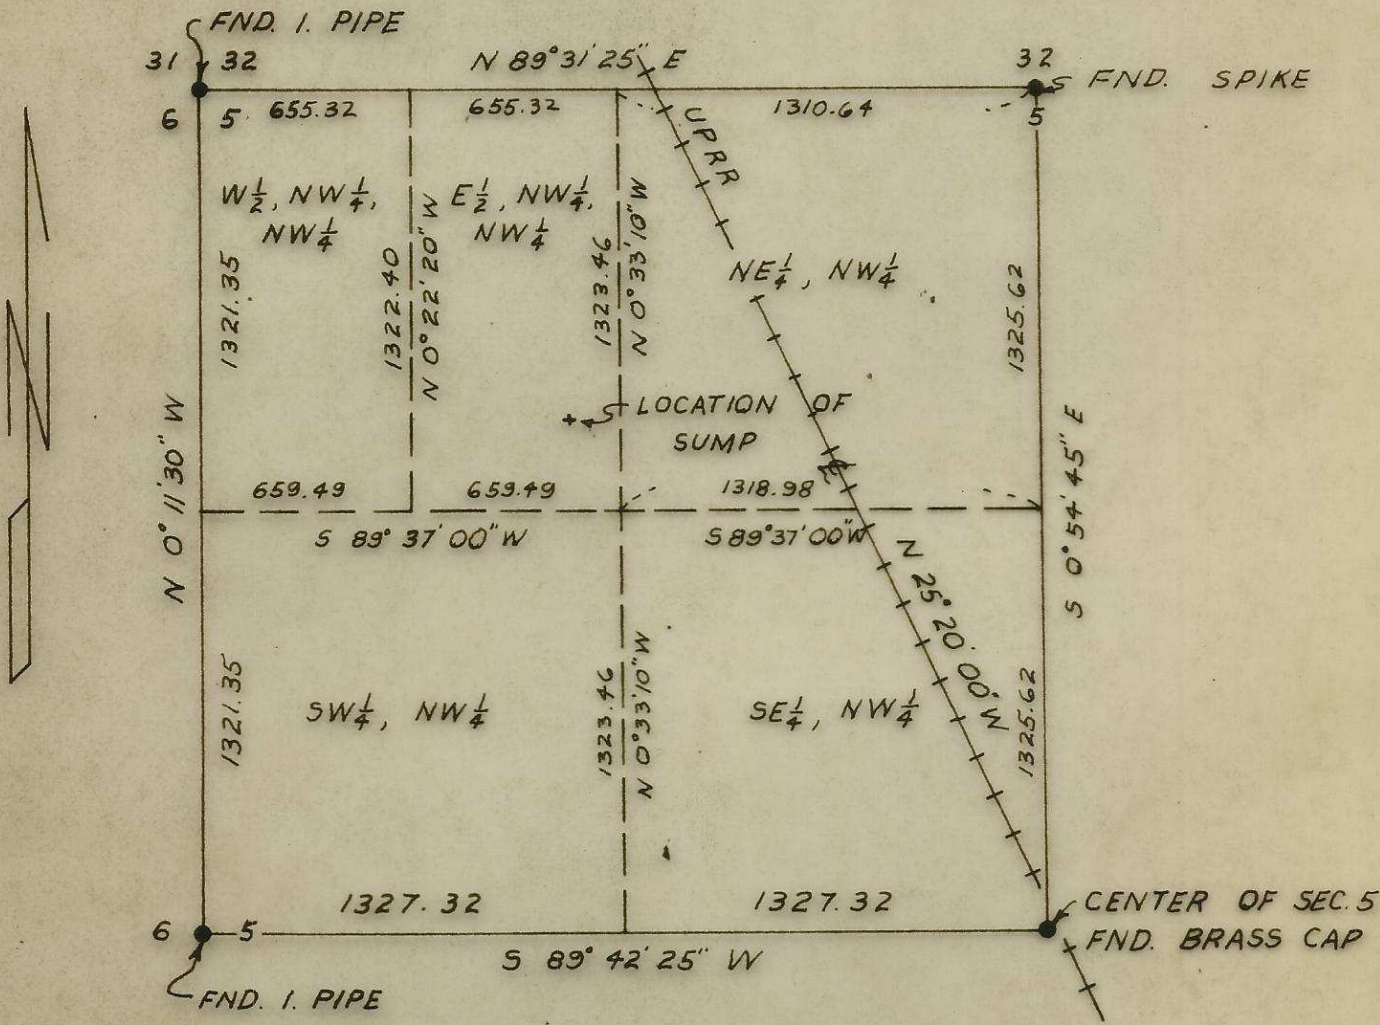 FND. I. PIPE
31 32
N 89° 31' 25" E
32
FND. SPIKE
6 5
655.32
655.32
1310.64
5
UPRR
W½, NW¼,
NW¼
E½, NW¼,
NW¼
NE¼, NW¼
1321.35
1322.40
N 0° 22' 20" W
1323.46
N 0° 33' 10" W
1325.62
N 0° 11' 30" W
LOCATION OF
SUMP
S 0° 54' 45" E
659.49
659.49
1318.98
℄
S 89° 37' 00" W
S 89° 37' 00" W
N 25° 20' 00" W
1321.35
SW¼, NW¼
1323.46
N 0° 33' 10" W
SE¼, NW¼
1325.62
1327.32
1327.32
CENTER OF SEC. 5
FND. BRASS CAP
6 5
S 89° 42' 25" W
FND. I. PIPE
N